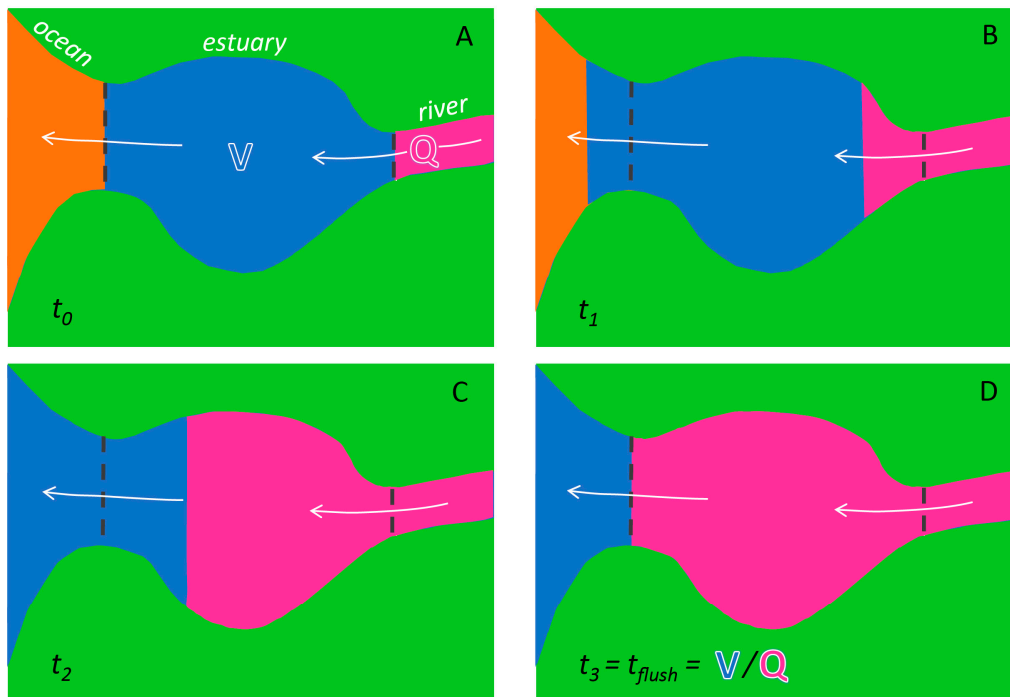 A
ocean
estuary
river
V
Q
t0
B
t1
C
t2
D
t3 = tflush = V/Q